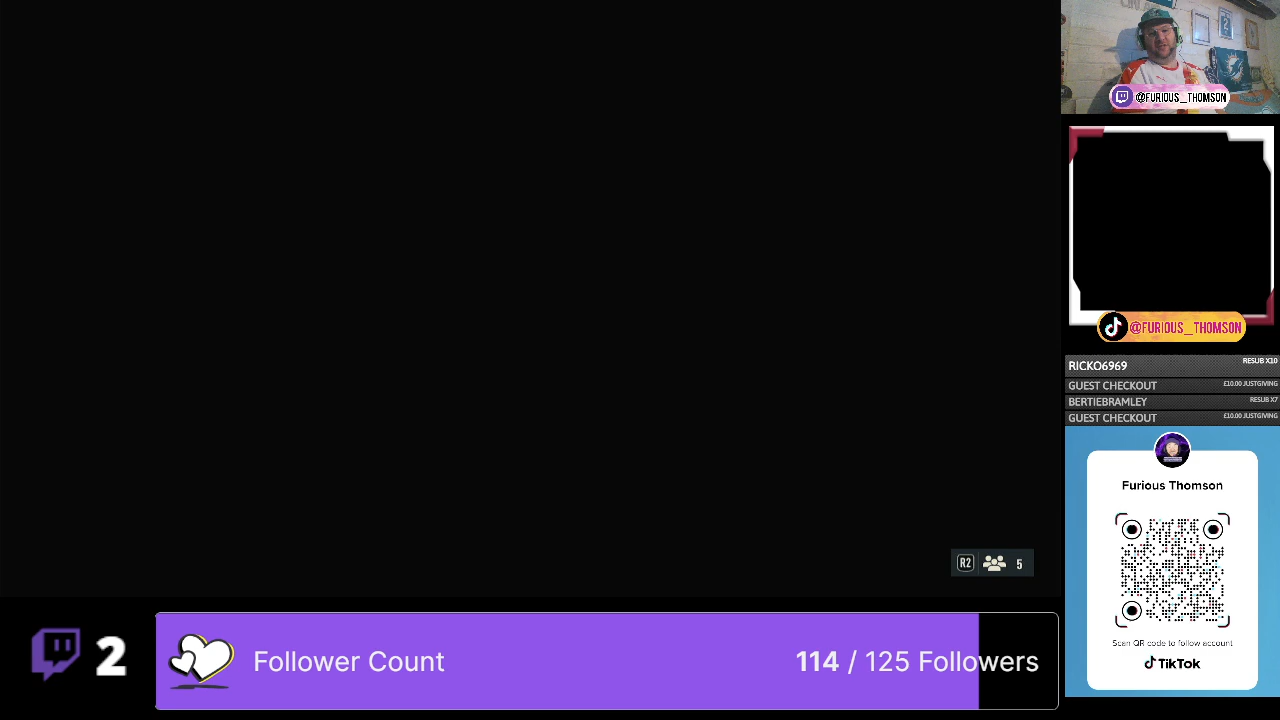 @FURIOUS_THOMSON
@FURIOUS_THOMSON
RICKO6969 RESUB X10
GUEST CHECKOUT £10.00 JUSTGIVING
BERTIEBRAMLEY RESUB X7
GUEST CHECKOUT £10.00 JUSTGIVING
Furious Thomson
Scan QR code to follow account
TikTok
R2 5
2 Follower Count 114 / 125 Followers